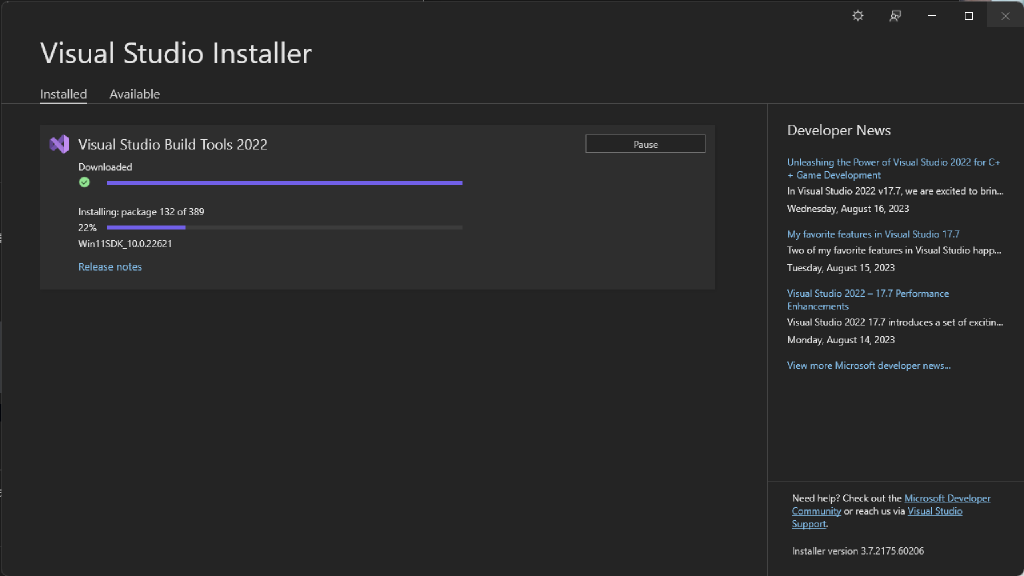 Visual Studio Installer
Installed
Available
Visual Studio Build Tools 2022
Pause
Downloaded
Installing: package 132 of 389
22%
Win11SDK_10.0.22621
Release notes
Developer News
Unleashing the Power of Visual Studio 2022 for C+
+ Game Development
In Visual Studio 2022 v17.7, we are excited to brin...
Wednesday, August 16, 2023
My favorite features in Visual Studio 17.7
Two of my favorite features in Visual Studio happ...
Tuesday, August 15, 2023
Visual Studio 2022 – 17.7 Performance
Enhancements
Visual Studio 2022 17.7 introduces a set of excitin...
Monday, August 14, 2023
View more Microsoft developer news...
Need help? Check out the Microsoft Developer
Community or reach us via Visual Studio
Support.
Installer version 3.7.2175.60206